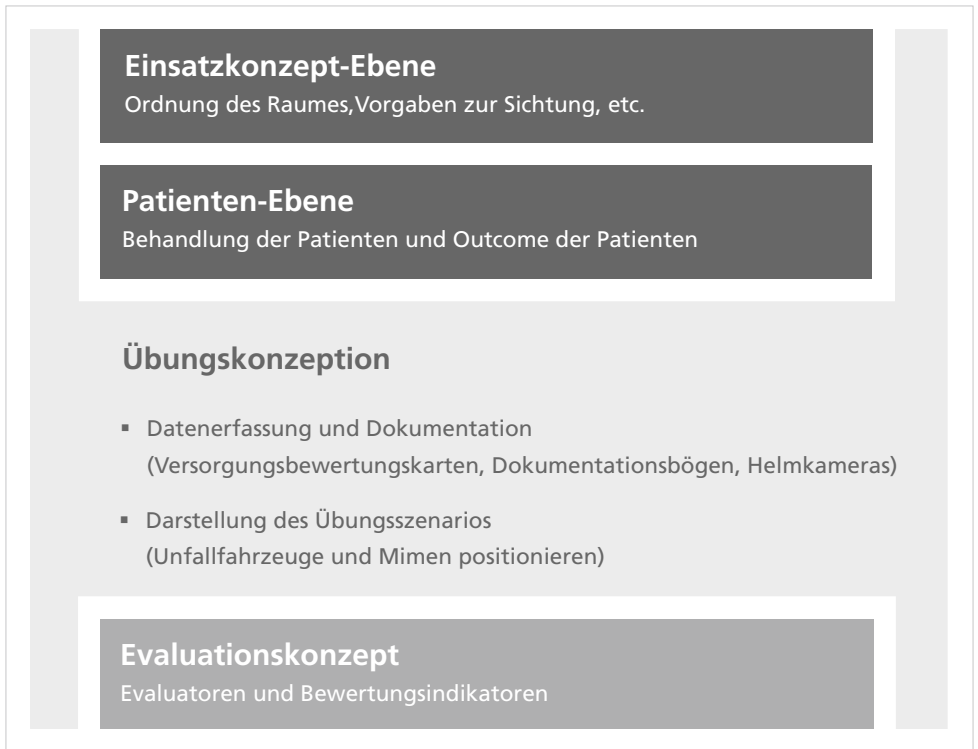 Einsatzkonzept-Ebene
Ordnung des Raumes,Vorgaben zur Sichtung, etc.
Patienten-Ebene
Behandlung der Patienten und Outcome der Patienten
Übungskonzeption
▪ Datenerfassung und Dokumentation
(Versorgungsbewertungskarten, Dokumentationsbögen, Helmkameras)
▪ Darstellung des Übungsszenarios
(Unfallfahrzeuge und Mimen positionieren)
Evaluationskonzept
Evaluatoren und Bewertungsindikatoren